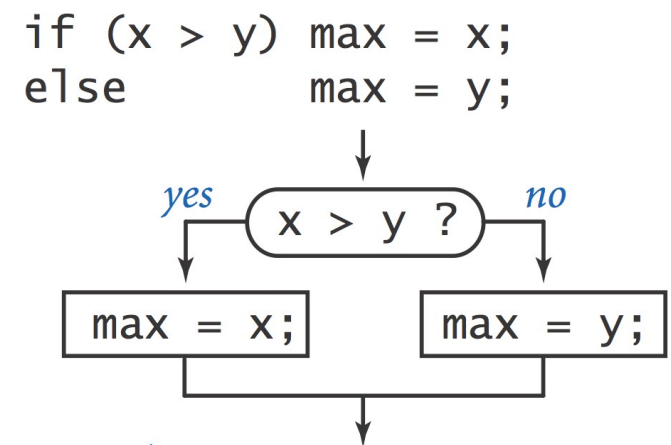 if (x > y) max = x;
else       max = y;
yes
x > y ?
no
max = x;
max = y;